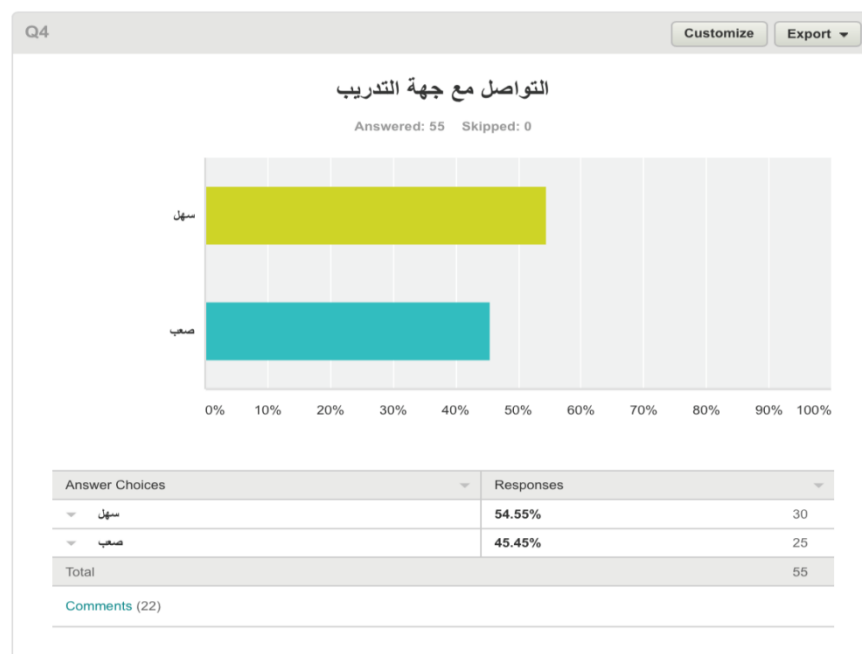 Q4
Customize
Export
التواصل مع جهة التدريب
Answered: 55 Skipped: 0
سهل
صعب
0% 10% 20% 30% 40% 50% 60% 70% 80% 90% 100%
Answer Choices Responses
سهل 54.55% 30
صعب 45.45% 25
Total 55
Comments (22)